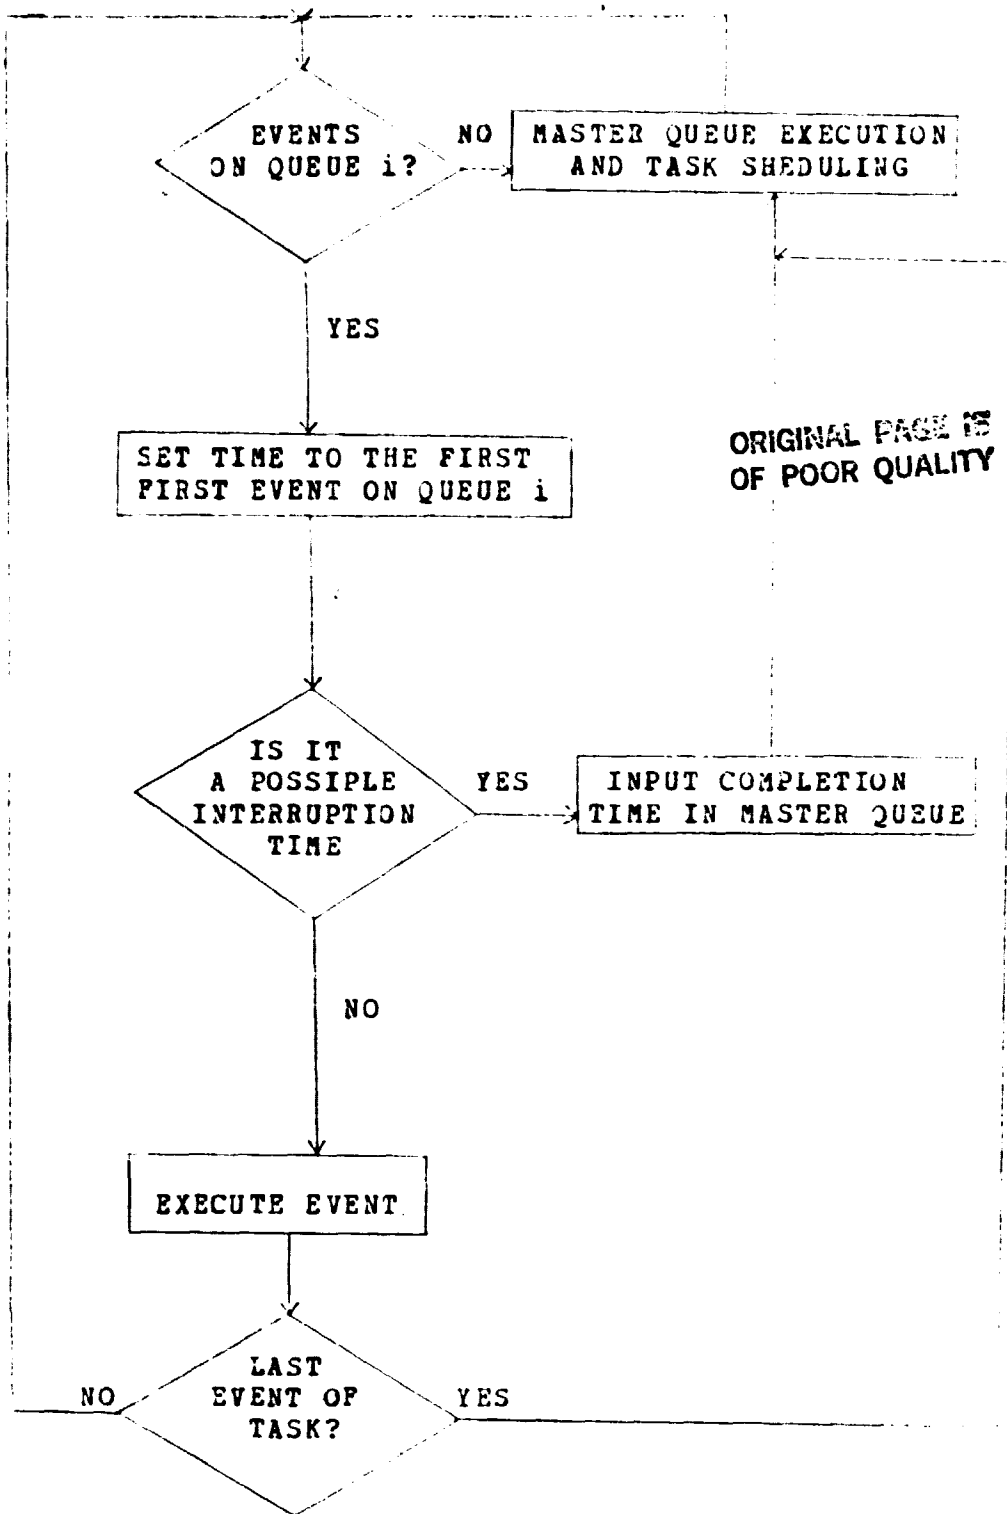 EVENTS
ON QUEUE i?
NO
MASTER QUEUE EXECUTION
AND TASK SHEDULING
YES
ORIGINAL PAGE IS
OF POOR QUALITY
SET TIME TO THE FIRST
FIRST EVENT ON QUEUE i
IS IT
A POSSIPLE
INTERRUPTION
TIME
YES
INPUT COMPLETION
TIME IN MASTER QUEUE
NO
EXECUTE EVENT
LAST
EVENT OF
TASK?
NO
YES